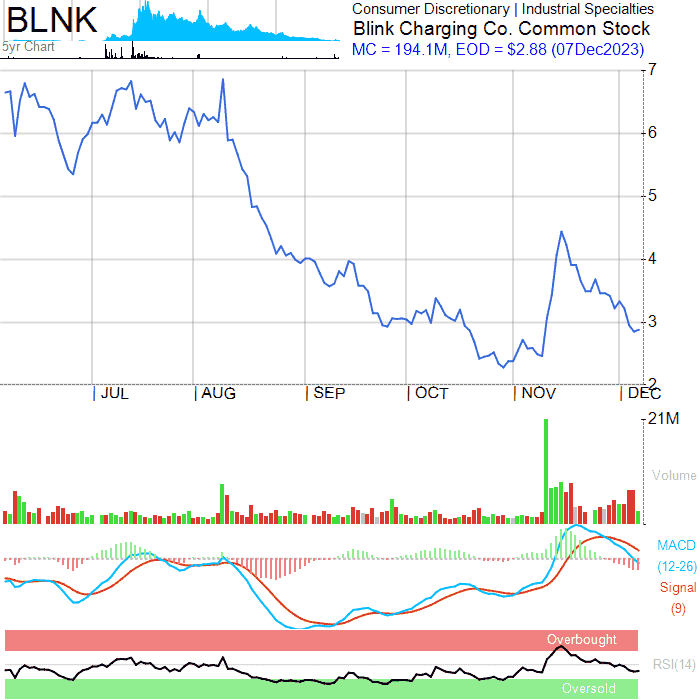 BLNK
5yr Chart
Consumer Discretionary | Industrial Specialties
Blink Charging Co. Common Stock
MC = 194.1M, EOD = $2.88 (07Dec2023)
7
6
5
4
3
2
JUL AUG SEP OCT NOV DEC
21M
Volume
MACD
(12-26)
Signal
(9)
Overbought
RSI(14)
Oversold